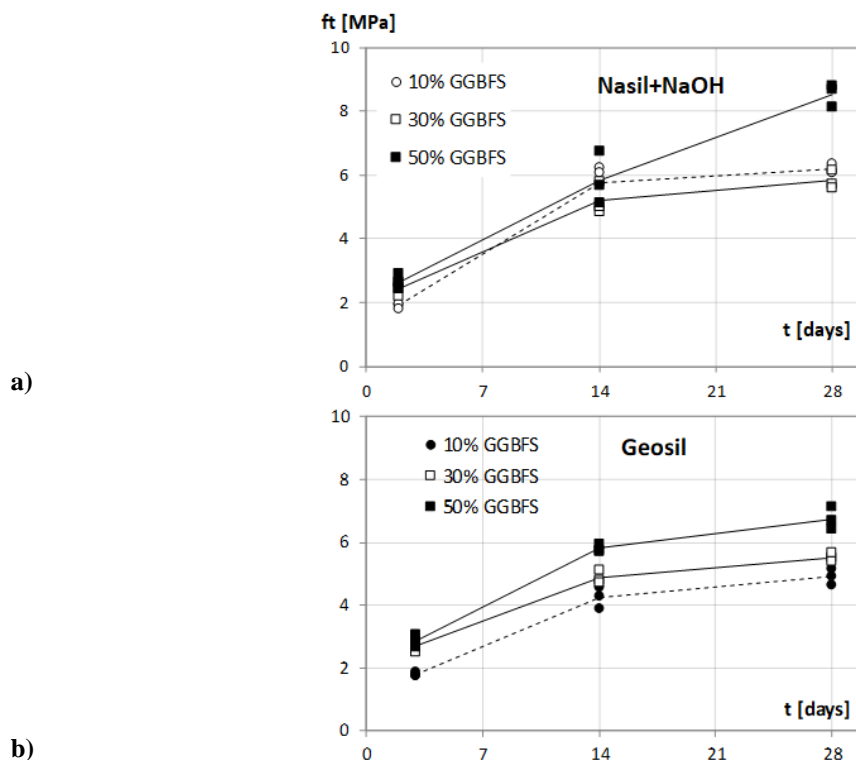 ft [MPa]
10
8
6
4
2
0
10% GGBFS
30% GGBFS
50% GGBFS
Nasil+NaOH
t [days]
0 7 14 21 28
a)
10
8
6
4
2
0
10% GGBFS
30% GGBFS
50% GGBFS
Geosil
t [days]
0 7 14 21 28
b)